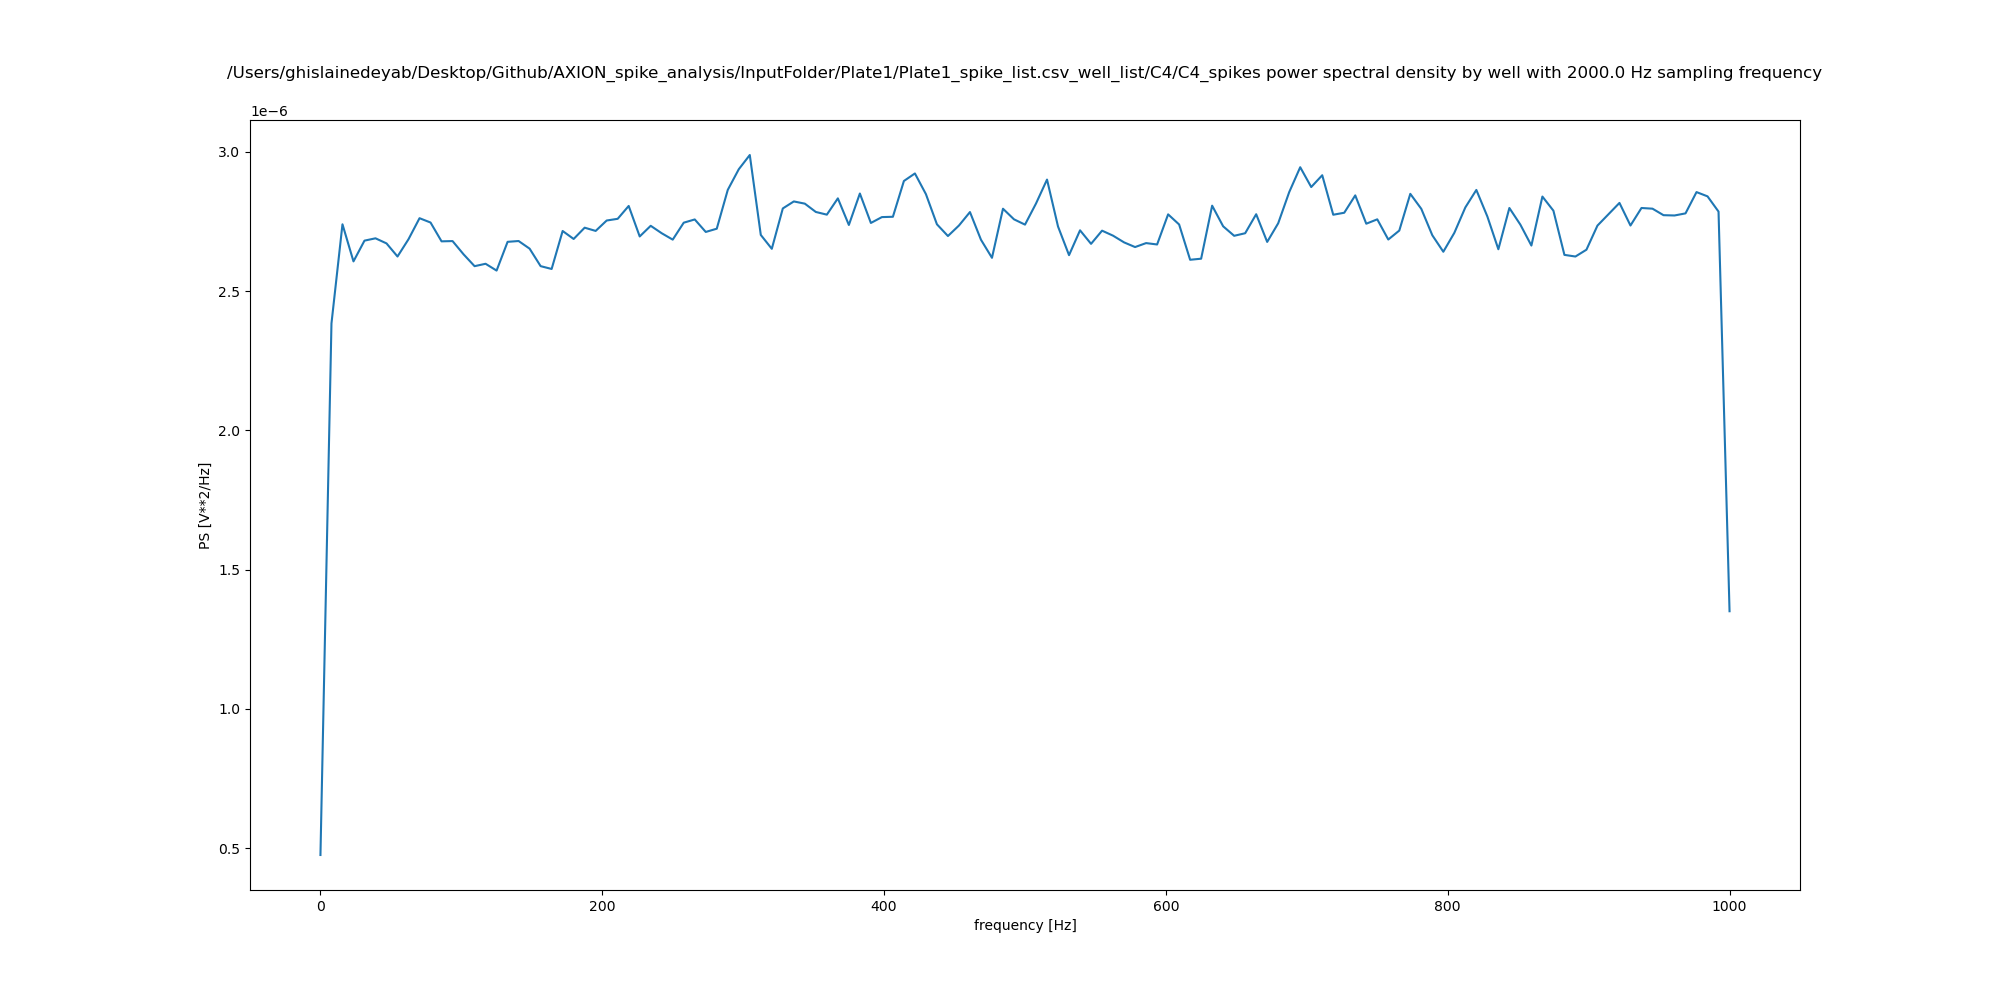 /Users/ghislainedeyab/Desktop/Github/AXION_spike_analysis/InputFolder/Plate1/Plate1_spike_list.csv_well_list/C4/C4_spikes power spectral density by well with 2000.0 Hz sampling frequency
1e−6
3.0
2.5
2.0
1.5
1.0
0.5
PS [V**2/Hz]
0 200 400 600 800 1000
frequency [Hz]